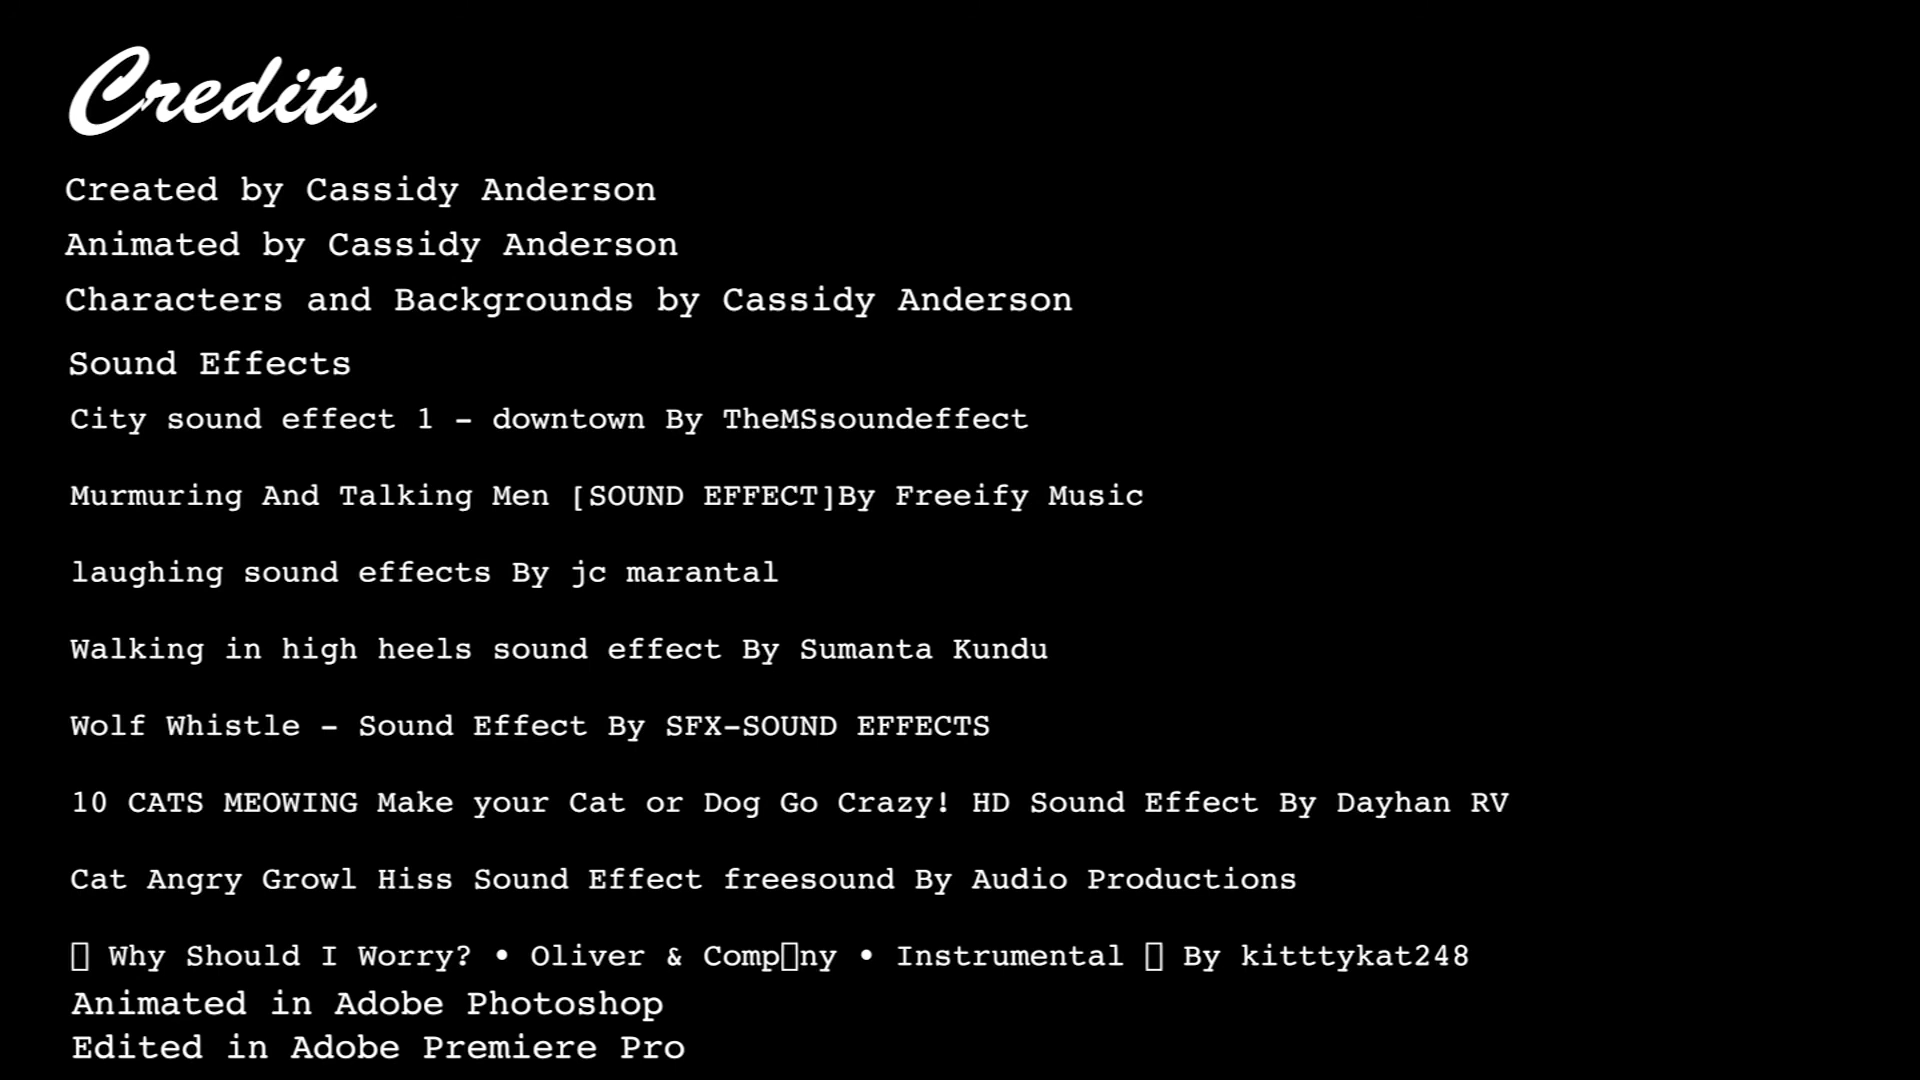 Credits
Created by Cassidy Anderson
Animated by Cassidy Anderson
Characters and Backgrounds by Cassidy Anderson
Sound Effects
City sound effect 1 - downtown By TheMSsoundeffect
Murmuring And Talking Men [SOUND EFFECT]By Freeify Music
laughing sound effects By jc marantal
Walking in high heels sound effect By Sumanta Kundu
Wolf Whistle - Sound Effect By SFX-SOUND EFFECTS
10 CATS MEOWING Make your Cat or Dog Go Crazy! HD Sound Effect By Dayhan RV
Cat Angry Growl Hiss Sound Effect freesound By Audio Productions
▯ Why Should I Worry? • Oliver & Comp▯ny • Instrumental ▯ By kitttykat248
Animated in Adobe Photoshop
Edited in Adobe Premiere Pro